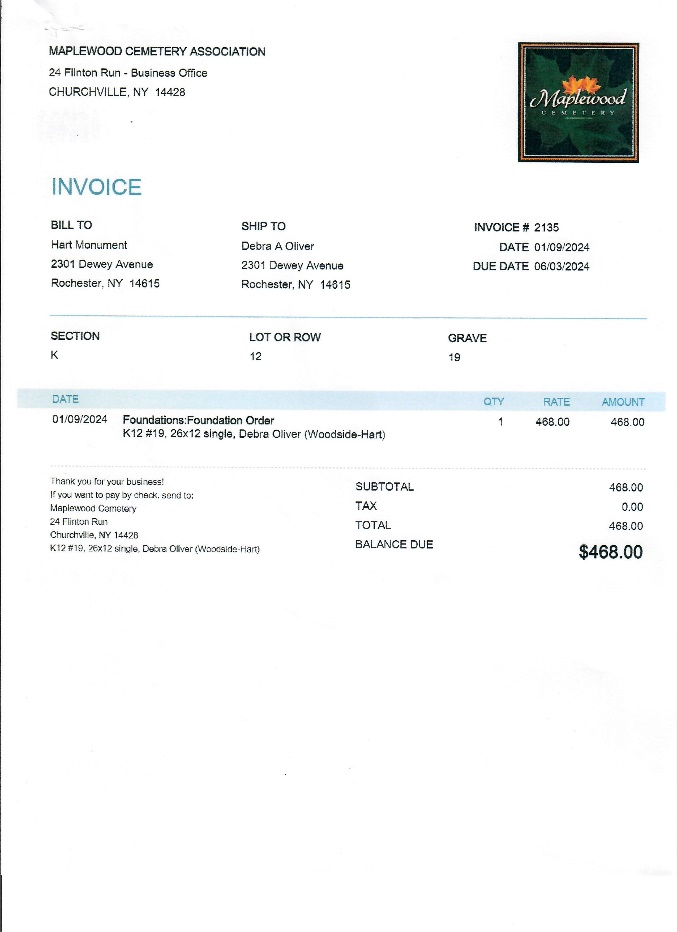 MAPLEWOOD CEMETERY ASSOCIATION
24 Flinton Run - Business Office
CHURCHVILLE, NY 14428
Maplewood
CEMETERY
INVOICE
BILL TO
Hart Monument
2301 Dewey Avenue
Rochester, NY 14615
SHIP TO
Debra A Oliver
2301 Dewey Avenue
Rochester, NY 14615
INVOICE # 2135
DATE 01/09/2024
DUE DATE 06/03/2024
SECTION LOT OR ROW GRAVE
K 12 19
DATE QTY RATE AMOUNT
01/09/2024 Foundations:Foundation Order 1 468.00 468.00
K12 #19, 26x12 single, Debra Oliver (Woodside-Hart)
Thank you for your business!
If you want to pay by check. send to:
Maplewood Cemetery
24 Flinton Run
Churchville, NY 14428
K12 #19, 26x12 single, Debra Oliver (Woodside-Hart)
SUBTOTAL 468.00
TAX 0.00
TOTAL 468.00
BALANCE DUE $468.00